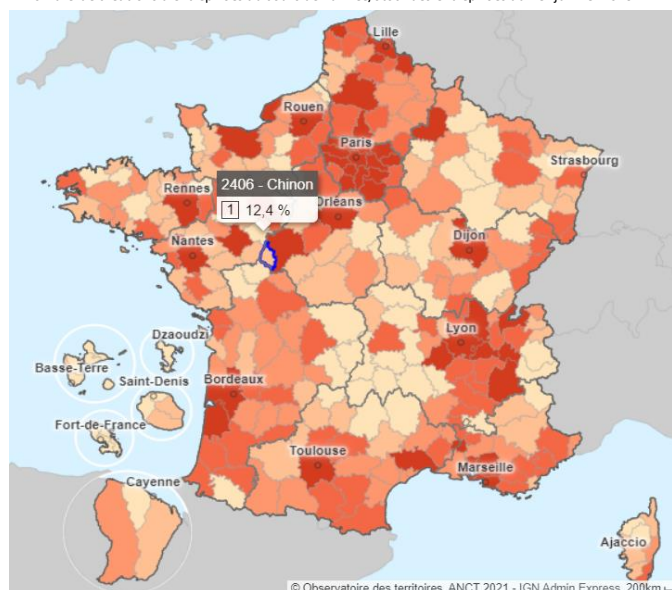 Lille
Rouen
Paris
Strasbourg
2406 - Chinon
1 12,4 %
Rennes
Orléans
Nantes
Dijon
Lyon
Dzaoudzi
Basse-Terre
Saint-Denis
Bordeaux
Fort-de-France
Toulouse
Marseille
Cayenne
Ajaccio
© Observatoire des territoires, ANCT 2021 - IGN Admin Express, 200km